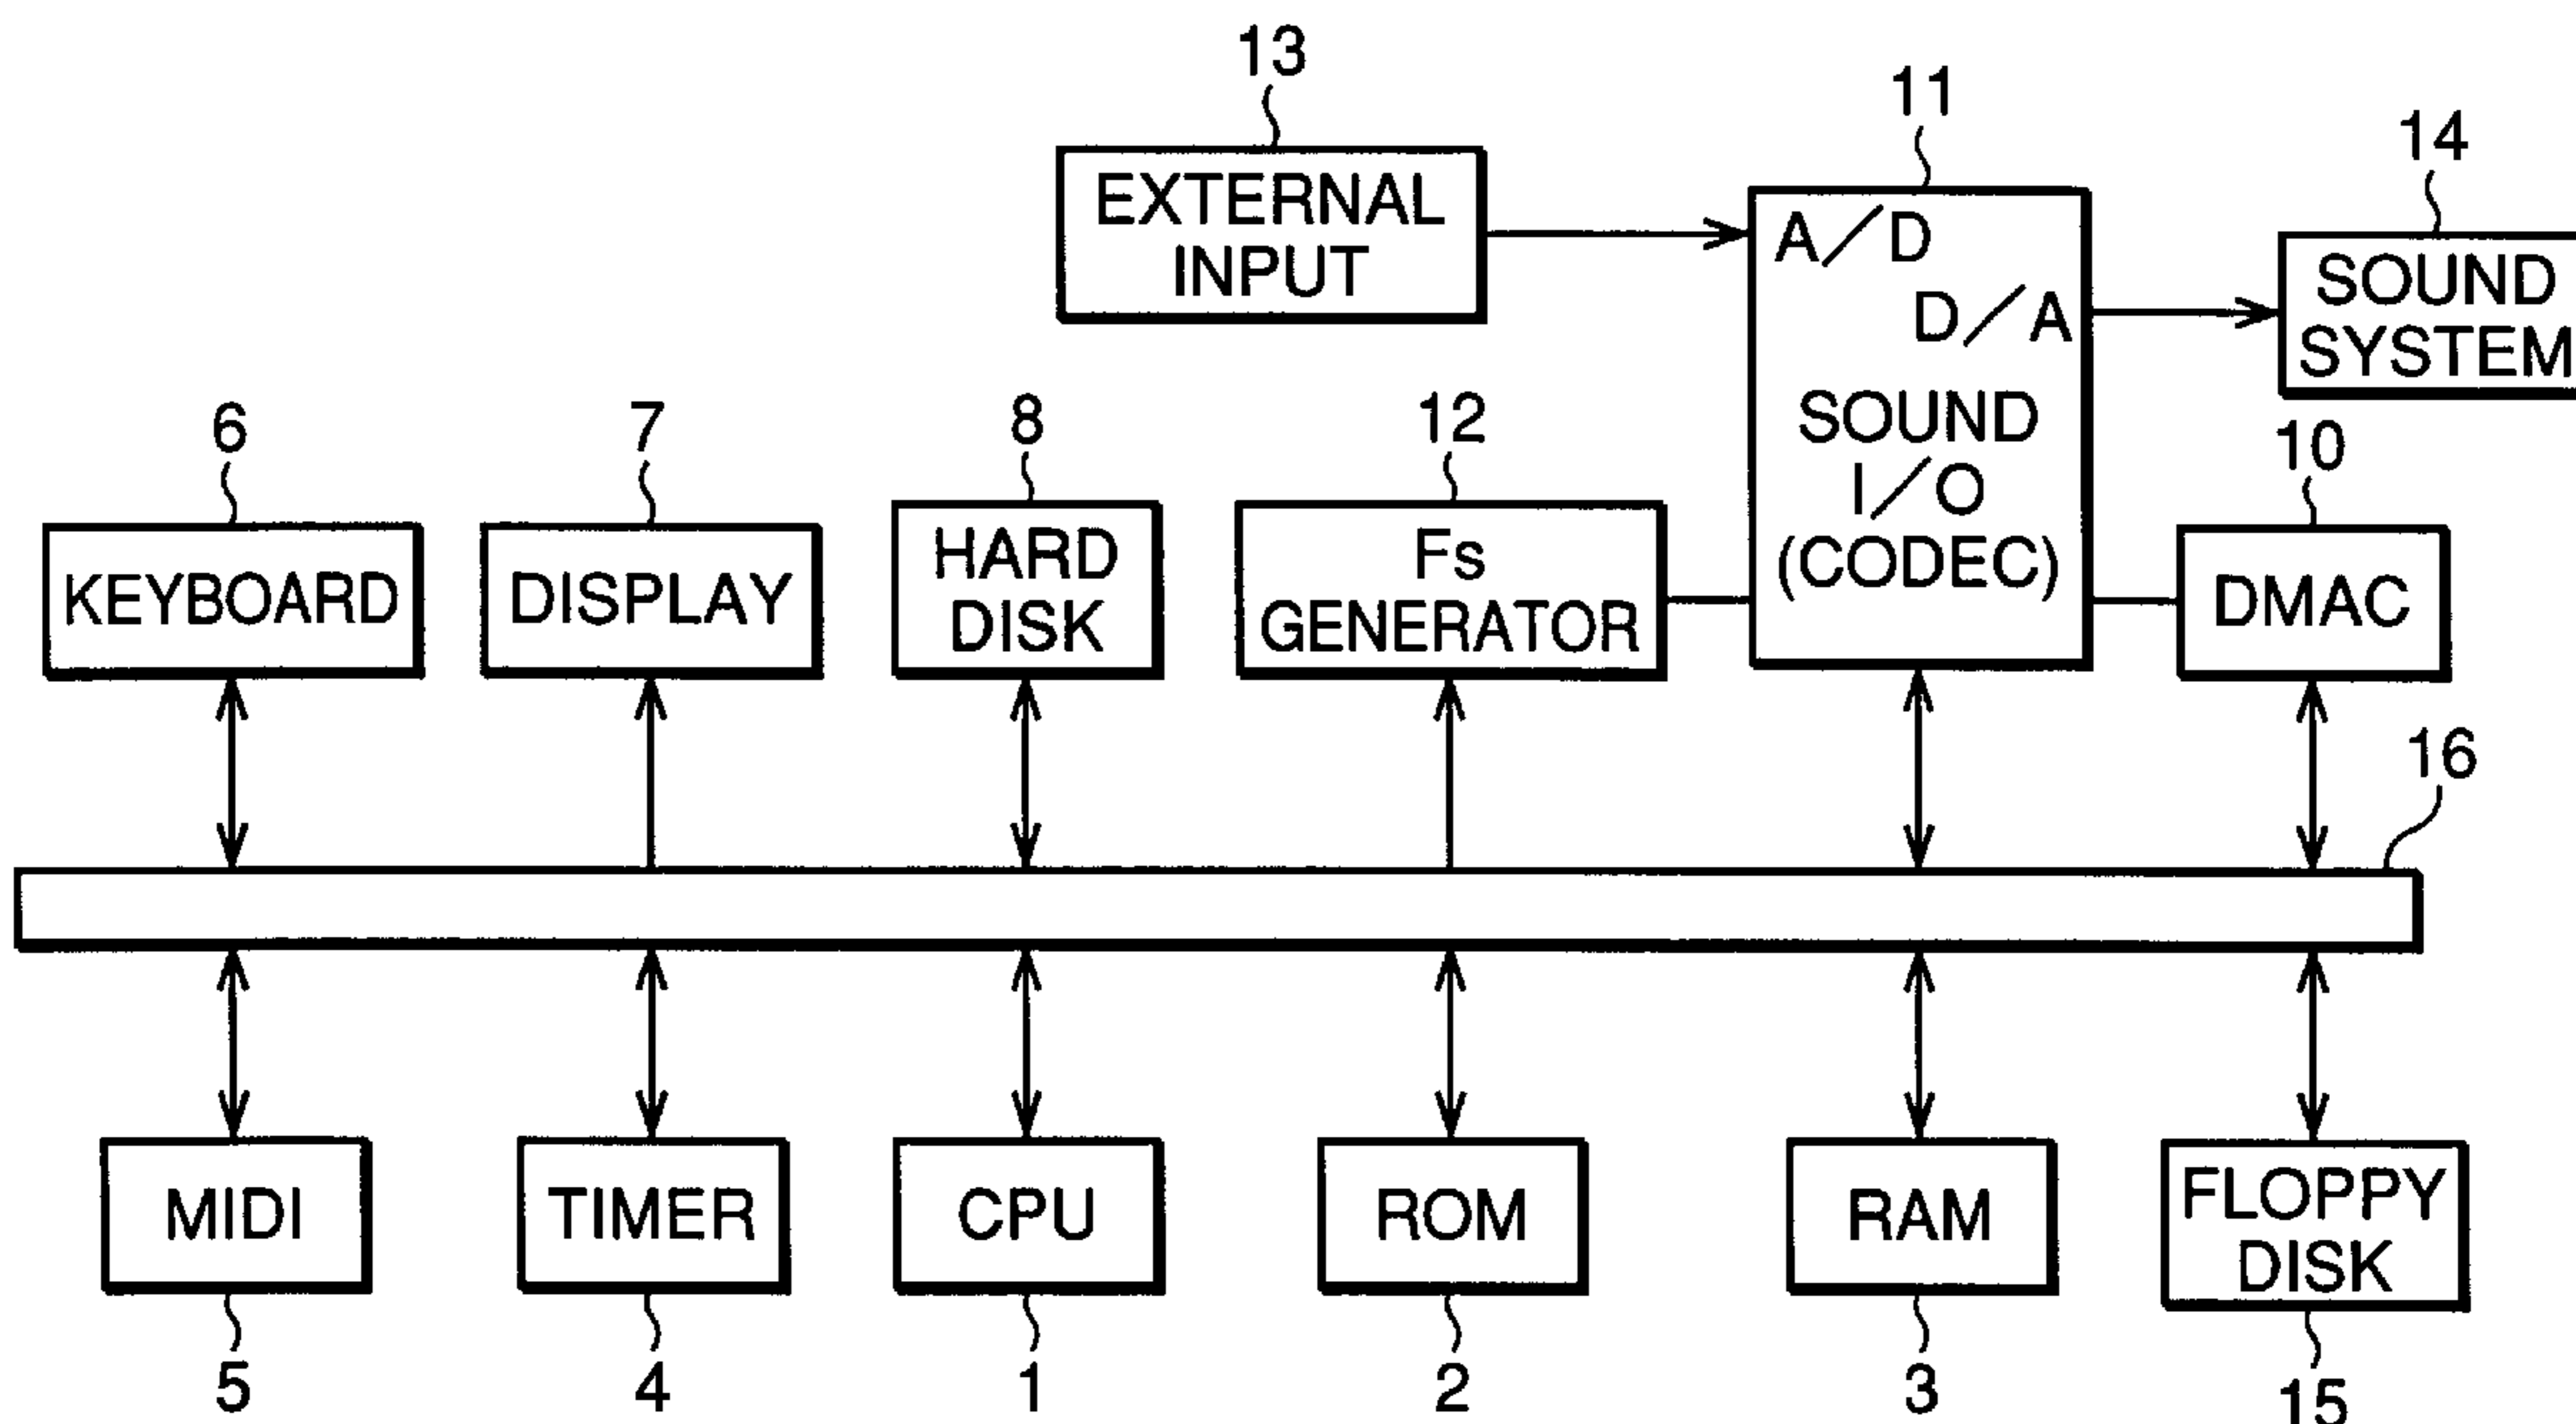 13
11
14
EXTERNAL
INPUT
A/D
D/A
SOUND
I/O
(CODEC)
SOUND
SYSTEM
6
7
8
12
10
KEYBOARD
DISPLAY
HARD
DISK
Fs
GENERATOR
DMAC
16
MIDI
TIMER
CPU
ROM
RAM
FLOPPY
DISK
5
4
1
2
3
15